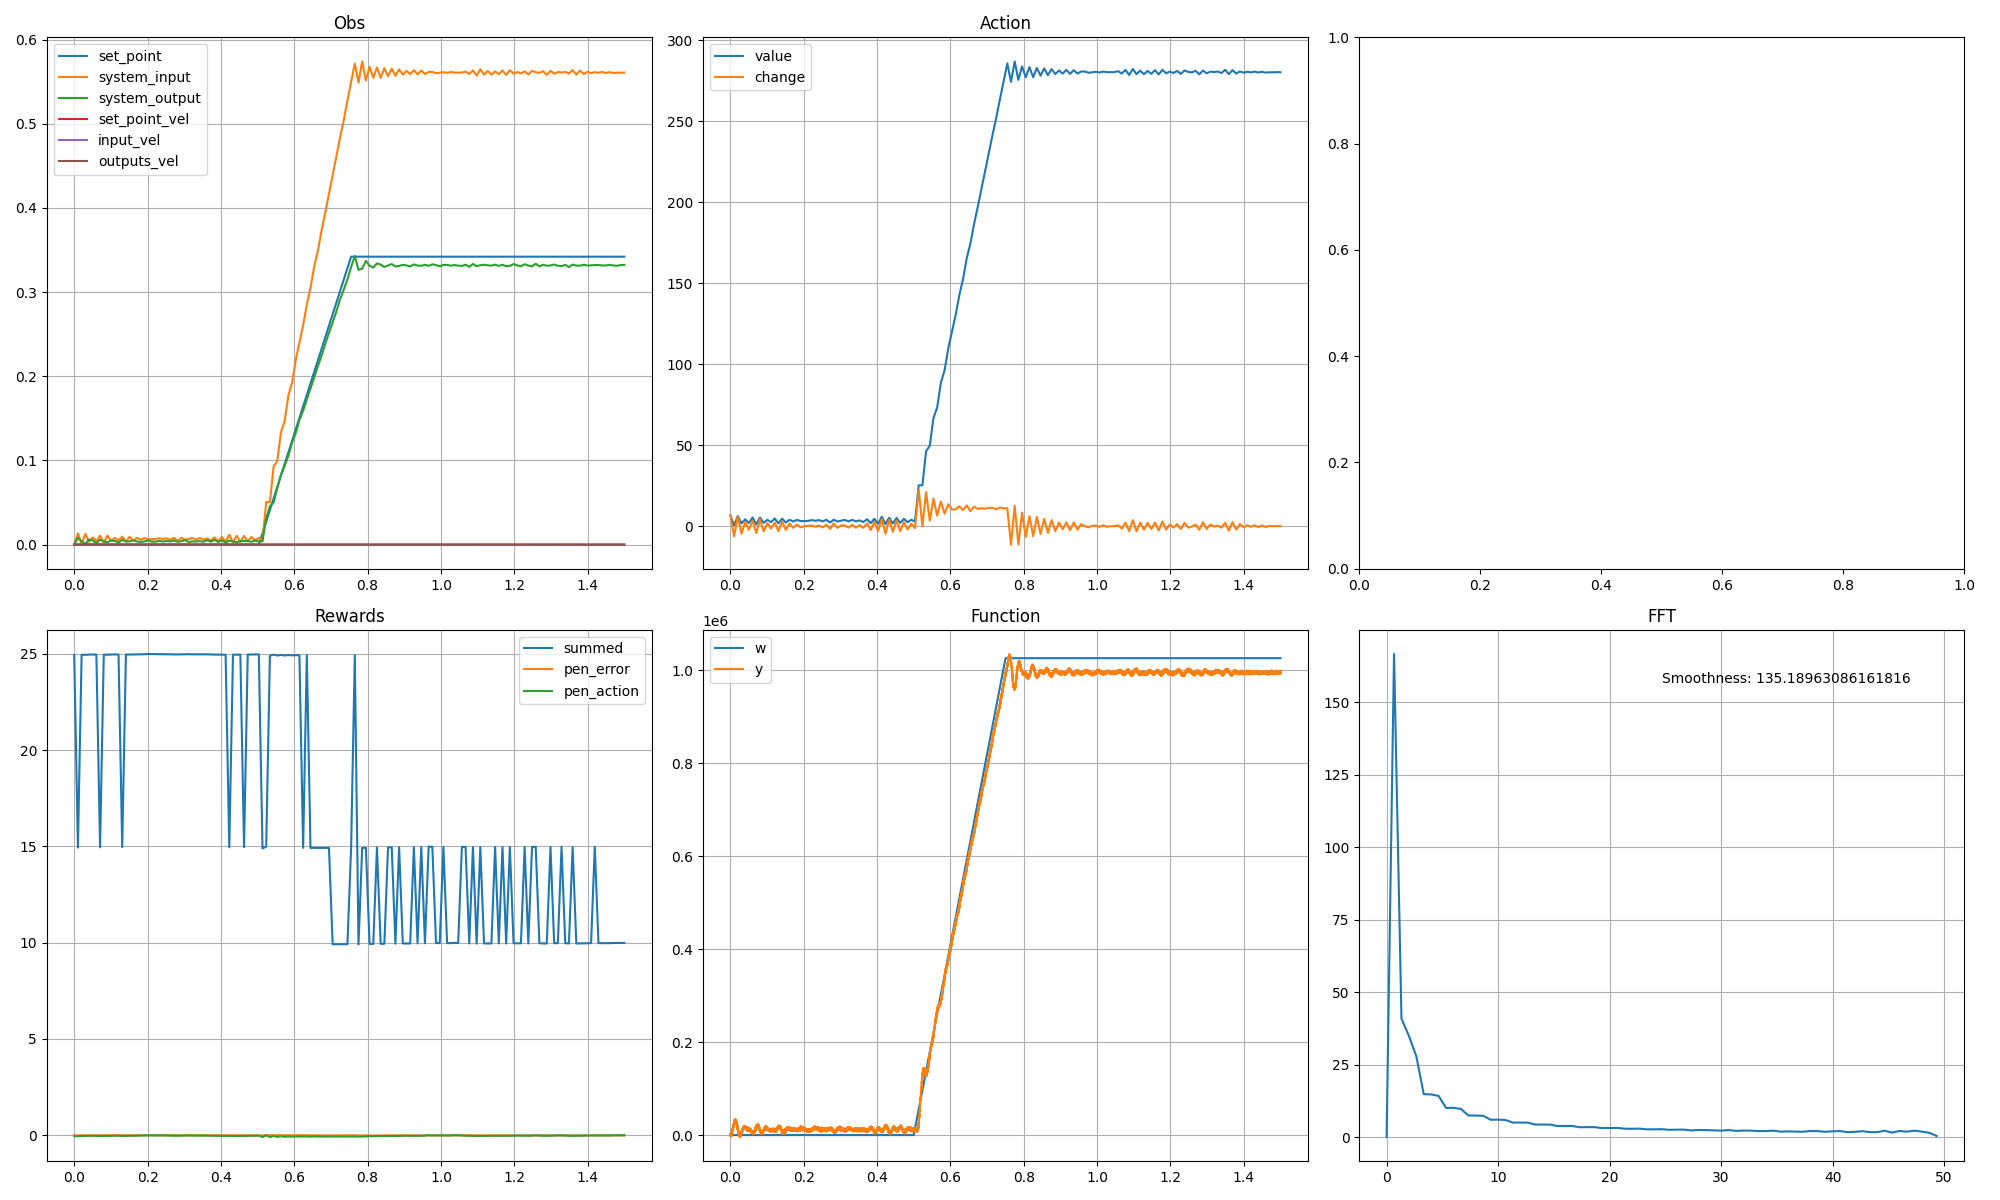 Obs
0.6
0.5
0.4
0.3
0.2
0.1
0.0
set_point
system_input
system_output
set_point_vel
input_vel
outputs_vel
0.0 0.2 0.4 0.6 0.8 1.0 1.2 1.4
Action
300
250
200
150
100
50
0
value
change
0.0 0.2 0.4 0.6 0.8 1.0 1.2 1.4
1.0
0.8
0.6
0.4
0.2
0.0
0.0 0.2 0.4 0.6 0.8 1.0
Rewards
25
20
15
10
5
0
summed
pen_error
pen_action
0.0 0.2 0.4 0.6 0.8 1.0 1.2 1.4
Function
1e6
1.0
0.8
0.6
0.4
0.2
0.0
w
y
0.0 0.2 0.4 0.6 0.8 1.0 1.2 1.4
FFT
Smoothness: 135.18963086161816
150
125
100
75
50
25
0
0 10 20 30 40 50